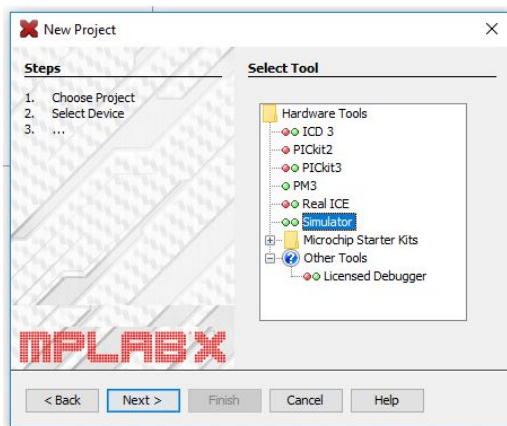 New Project
Steps
1. Choose Project
2. Select Device
3. ...
MPLAB X
Select Tool
Hardware Tools
ICD 3
PICkit2
PICkit3
PM3
Real ICE
Simulator
Microchip Starter Kits
Other Tools
Licensed Debugger
< Back
Next >
Finish
Cancel
Help